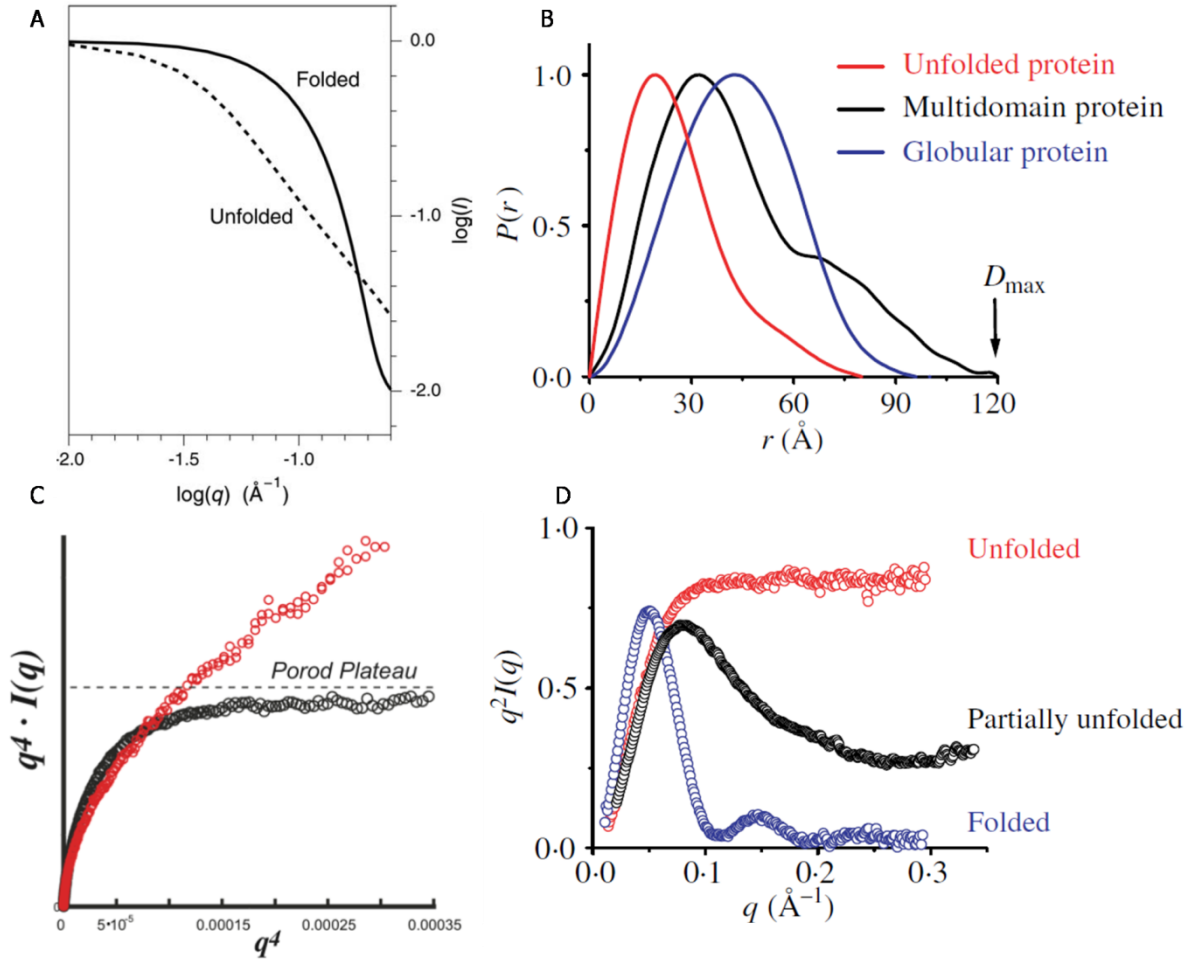 A
0.0
Folded
Unfolded
-1.0
log(I)
-2.0
-2.0
-1.5
-1.0
log(q) (Å⁻¹)
B
Unfolded protein
Multidomain protein
Globular protein
1·0
P(r)
0·5
Dmax
0·0
0
30
60
90
120
r (Å)
C
Porod Plateau
q⁴ · I(q)
0
0
5•10⁻⁵
0.00015
0.00025
0.00035
q⁴
D
1·0
Unfolded
q²I(q)
0·5
Partially unfolded
Folded
0·0
0·0
0·1
0·2
0·3
q (Å⁻¹)